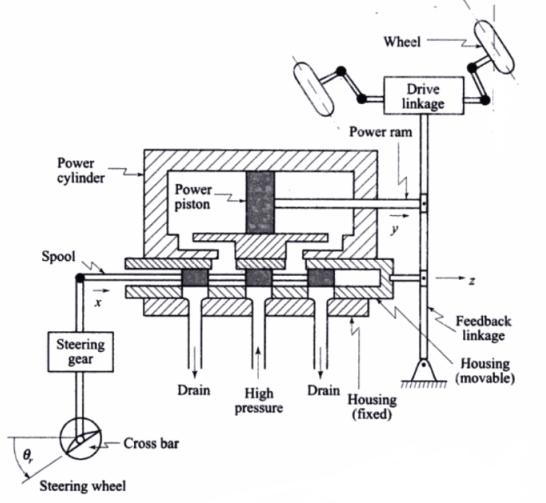 Wheel
Drive
linkage
Power ram
Power
cylinder
Power
piston
y
Spool
z
x
Feedback
linkage
Steering
gear
Housing
(movable)
Drain
High
pressure
Drain
Housing
(fixed)
Cross bar
θr
Steering wheel